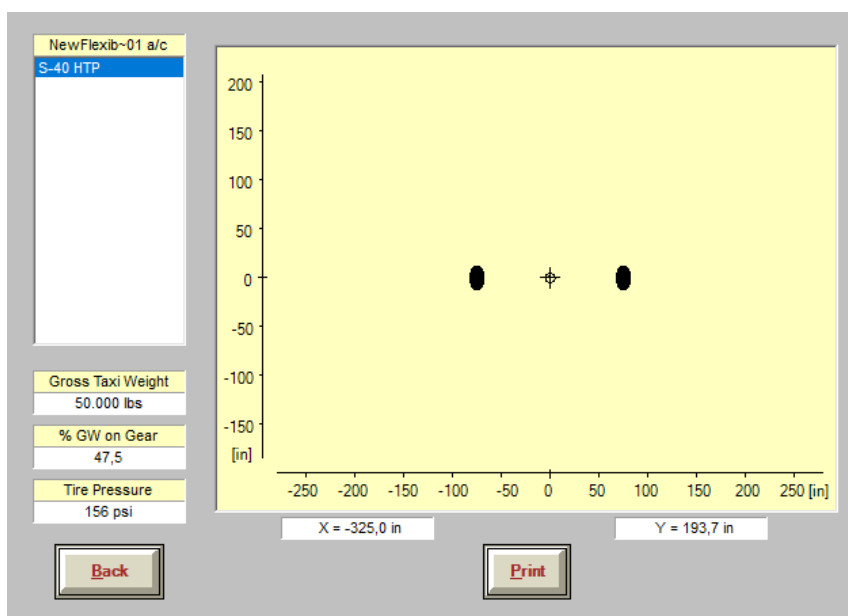 NewFlexib~01 a/c
S-40 HTP
Gross Taxi Weight
50.000 lbs
% GW on Gear
47,5
Tire Pressure
156 psi
200
150
100
50
0
-50
-100
-150
[in]
-250 -200 -150 -100 -50 0 50 100 150 200 250 [in]
X = -325,0 in
Y = 193,7 in
Back
Print